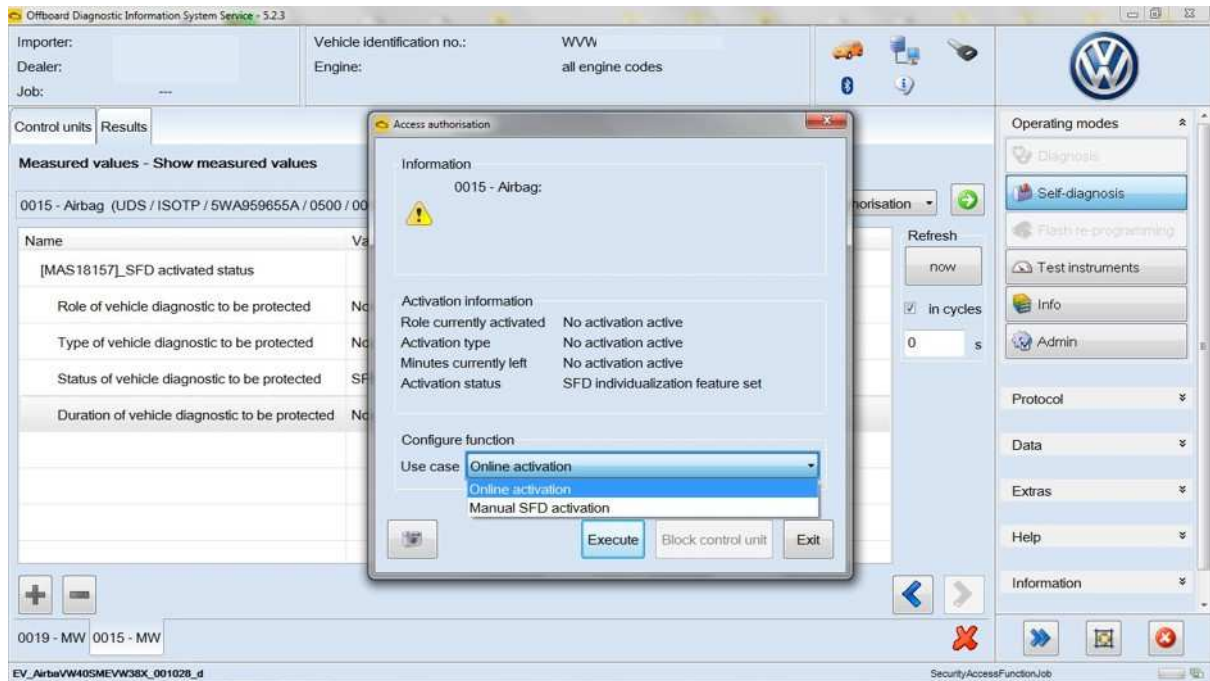 Offboard Diagnostic Information System Service - 5.2.3
Importer:
Dealer:
Job: ---
Vehicle identification no.: WVW
Engine: all engine codes
Control units Results
Measured values - Show measured values
0015 - Airbag (UDS / ISOTP / 5WA959655A / 0500 / 00
Name
[MAS18157]_SFD activated status
Role of vehicle diagnostic to be protected
Type of vehicle diagnostic to be protected
Status of vehicle diagnostic to be protected
Duration of vehicle diagnostic to be protected
Access authorisation
Information
0015 - Airbag:
Activation information
Role currently activated No activation active
Activation type No activation active
Minutes currently left No activation active
Activation status SFD individualization feature set
Configure function
Use case Online activation
Online activation
Manual SFD activation
Execute Block control unit Exit
Refresh
now
in cycles
0 s
Operating modes
Diagnosis
Self-diagnosis
Flash re-programming
Test instruments
Info
Admin
Protocol
Data
Extras
Help
Information
0019 - MW 0015 - MW
EV_AirbaVW40SMEVW38X_001028_d
SecurityAccessFunctionJob